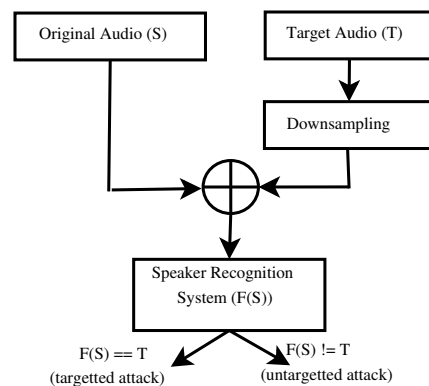 Original Audio (S)
Target Audio (T)
Downsampling
Speaker Recognition
System (F(S))
F(S) == T
(targetted attack)
F(S) != T
(untargetted attack)